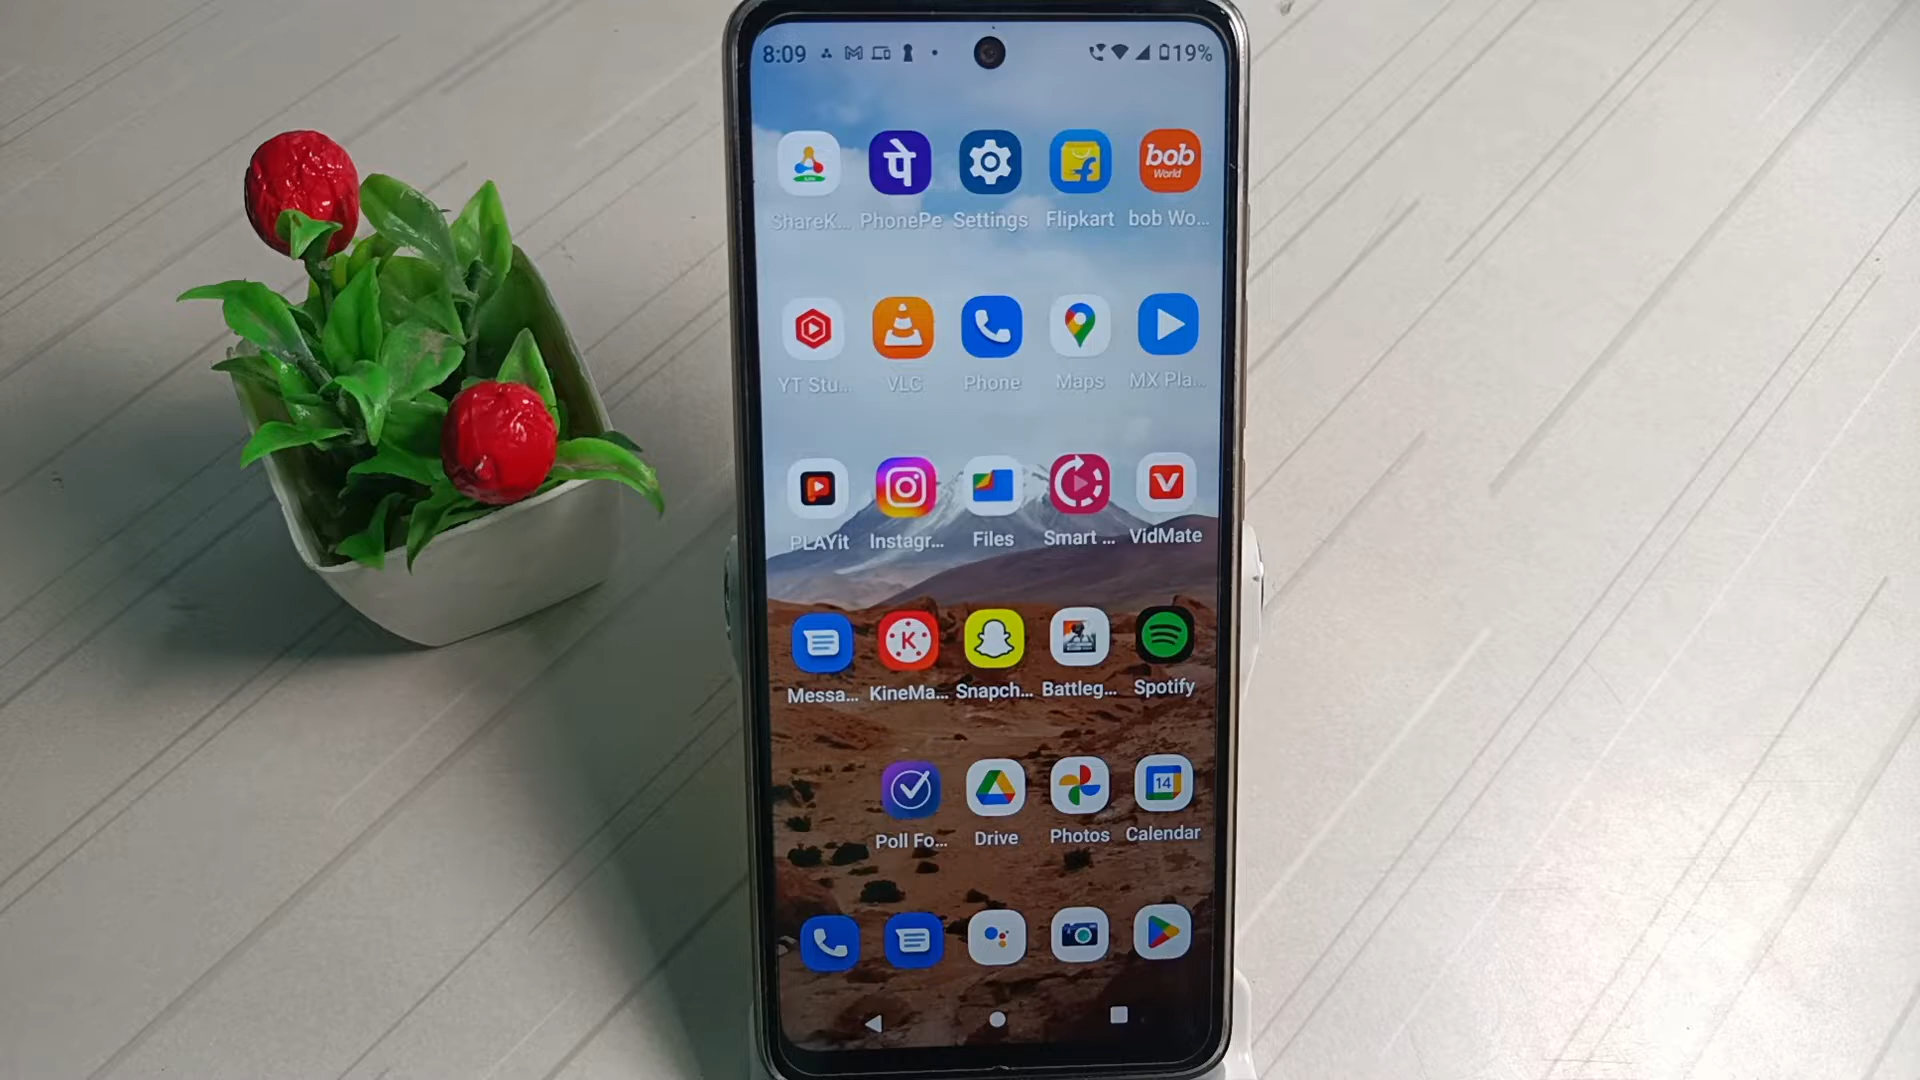 8:09 19%
पे bob World
ShareK... PhonePe Settings Flipkart bob Wo...
YT Stu... VLC Phone Maps MX Pla...
PLAYit Instagr... Files Smart ... VidMate
K
Messa... KineMa... Snapch... Battleg... Spotify
14
Poll Fo... Drive Photos Calendar